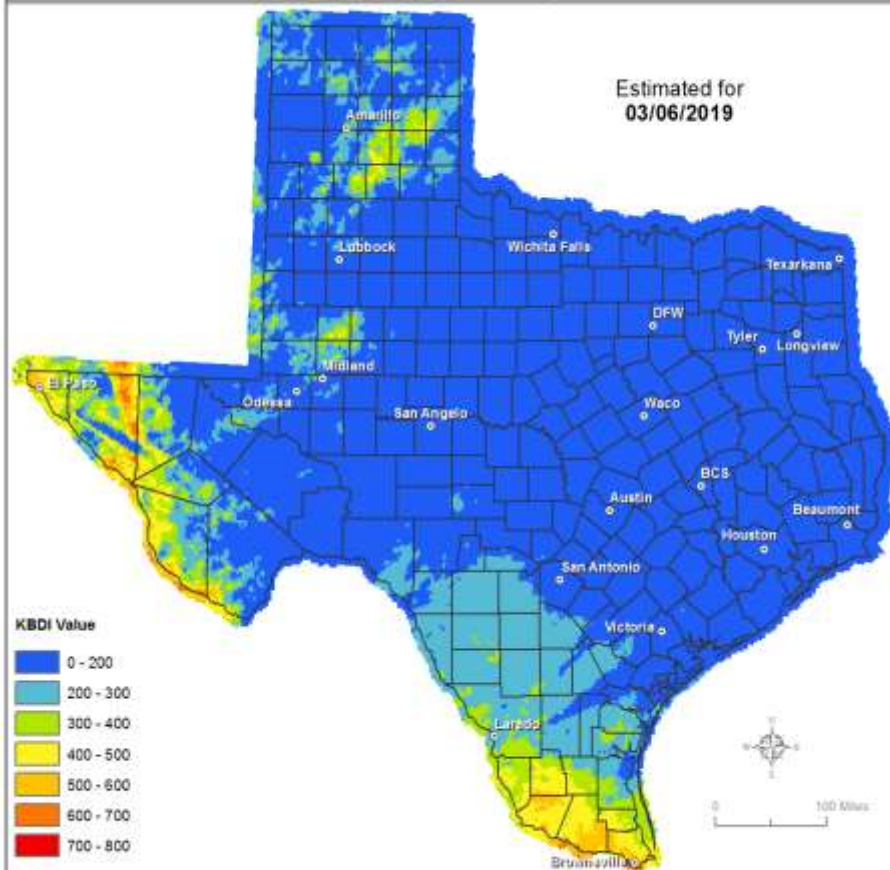 Estimated for
03/06/2019
Amarillo
Lubbock
Wichita Falls
Texarkana
DFW
Tyler
Longview
El Paso
Midland
Odessa
San Angelo
Waco
BCS
Austin
Beaumont
Houston
San Antonio
Victoria
Laredo
Brownsville
KBDI Value
0 - 200
200 - 300
300 - 400
400 - 500
500 - 600
600 - 700
700 - 800
0 100 Miles